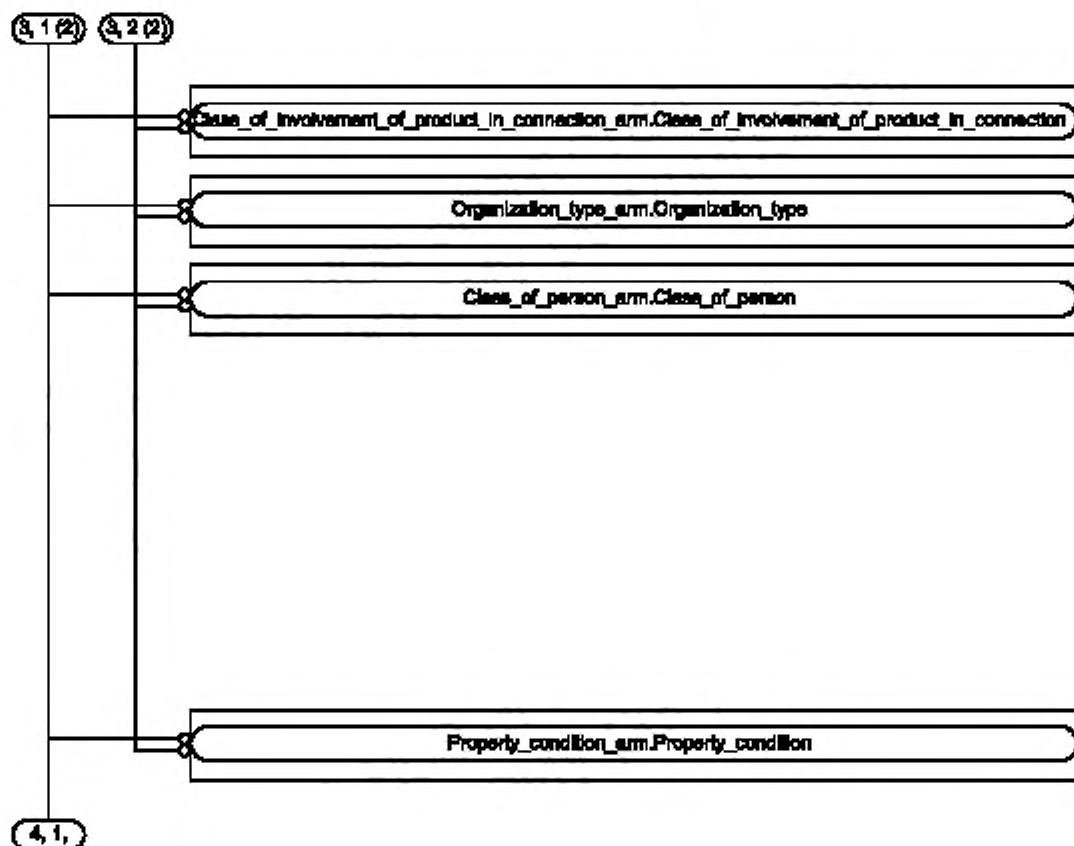 3, 1 (2) 3, 2 (2)
Class_of_involvement_of_product_in_connection_arm.Class_of_involvement_of_product_in_connection
Organization_type_arm.Organization_type
Class_of_person_arm.Class_of_person
Property_condition_arm.Property_condition
4, 1,